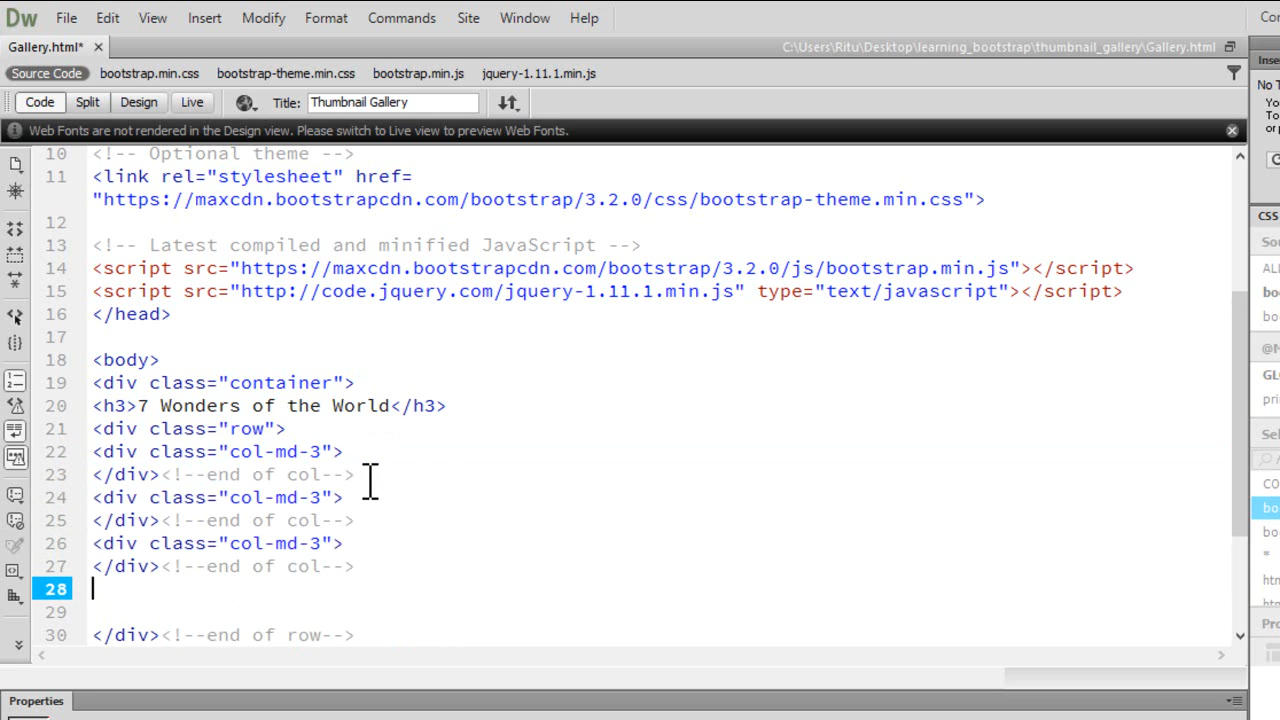 Dw File Edit View Insert Modify Format Commands Site Window Help
Gallery.html* × C:\Users\Ritu\Desktop\learning_bootstrap\thumbnail_gallery\Gallery.html
Source Code bootstrap.min.css bootstrap-theme.min.css bootstrap.min.js jquery-1.11.1.min.js
Code Split Design Live Title: Thumbnail Gallery
Web Fonts are not rendered in the Design view. Please switch to Live view to preview Web Fonts.
10 <!-- Optional theme -->
11 <link rel="stylesheet" href=
"https://maxcdn.bootstrapcdn.com/bootstrap/3.2.0/css/bootstrap-theme.min.css">
12
13 <!-- Latest compiled and minified JavaScript -->
14 <script src="https://maxcdn.bootstrapcdn.com/bootstrap/3.2.0/js/bootstrap.min.js"></script>
15 <script src="http://code.jquery.com/jquery-1.11.1.min.js" type="text/javascript"></script>
16 </head>
17
18 <body>
19 <div class="container">
20 <h3>7 Wonders of the World</h3>
21 <div class="row">
22 <div class="col-md-3">
23 </div><!--end of col-->
24 <div class="col-md-3">
25 </div><!--end of col-->
26 <div class="col-md-3">
27 </div><!--end of col-->
28
29
30 </div><!--end of row-->
Properties
No T
CSS